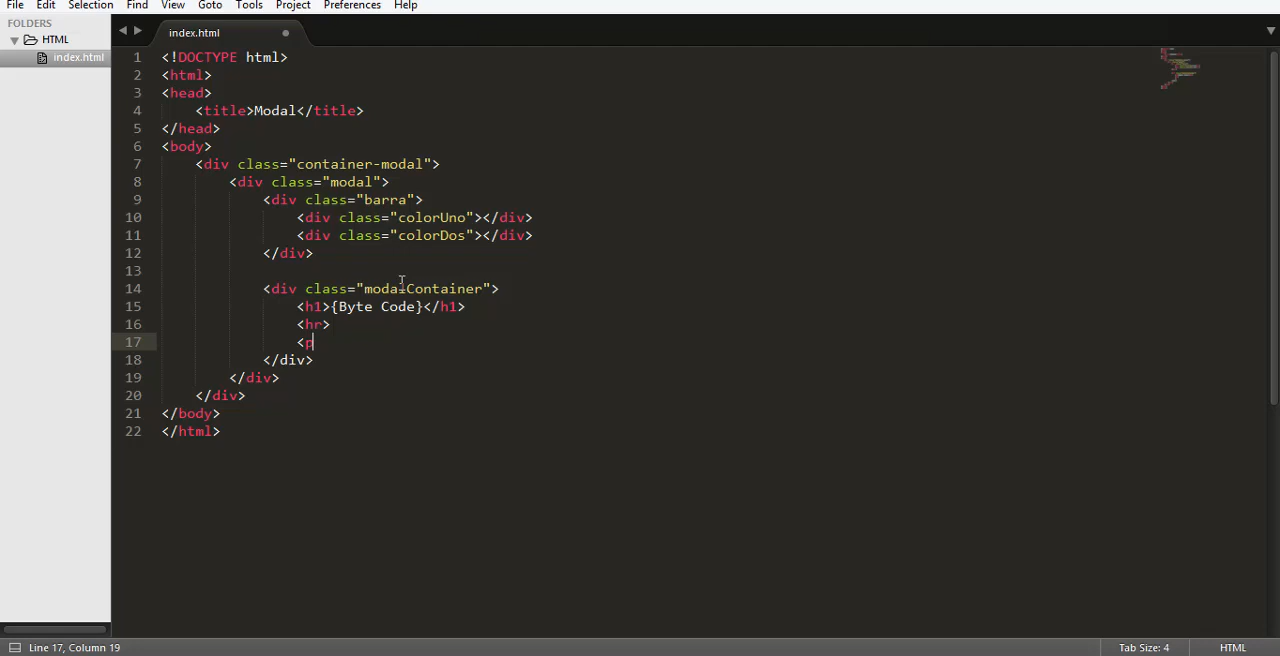 File Edit Selection Find View Goto Tools Project Preferences Help
FOLDERS
HTML
index.html
index.html
1 <!DOCTYPE html>
2 <html>
3 <head>
4 <title>Modal</title>
5 </head>
6 <body>
7 <div class="container-modal">
8 <div class="modal">
9 <div class="barra">
10 <div class="colorUno"></div>
11 <div class="colorDos"></div>
12 </div>
13
14 <div class="modalContainer">
15 <h1>{Byte Code}</h1>
16 <hr>
17 <p
18 </div>
19 </div>
20 </div>
21 </body>
22 </html>
Line 17, Column 19
Tab Size: 4
HTML